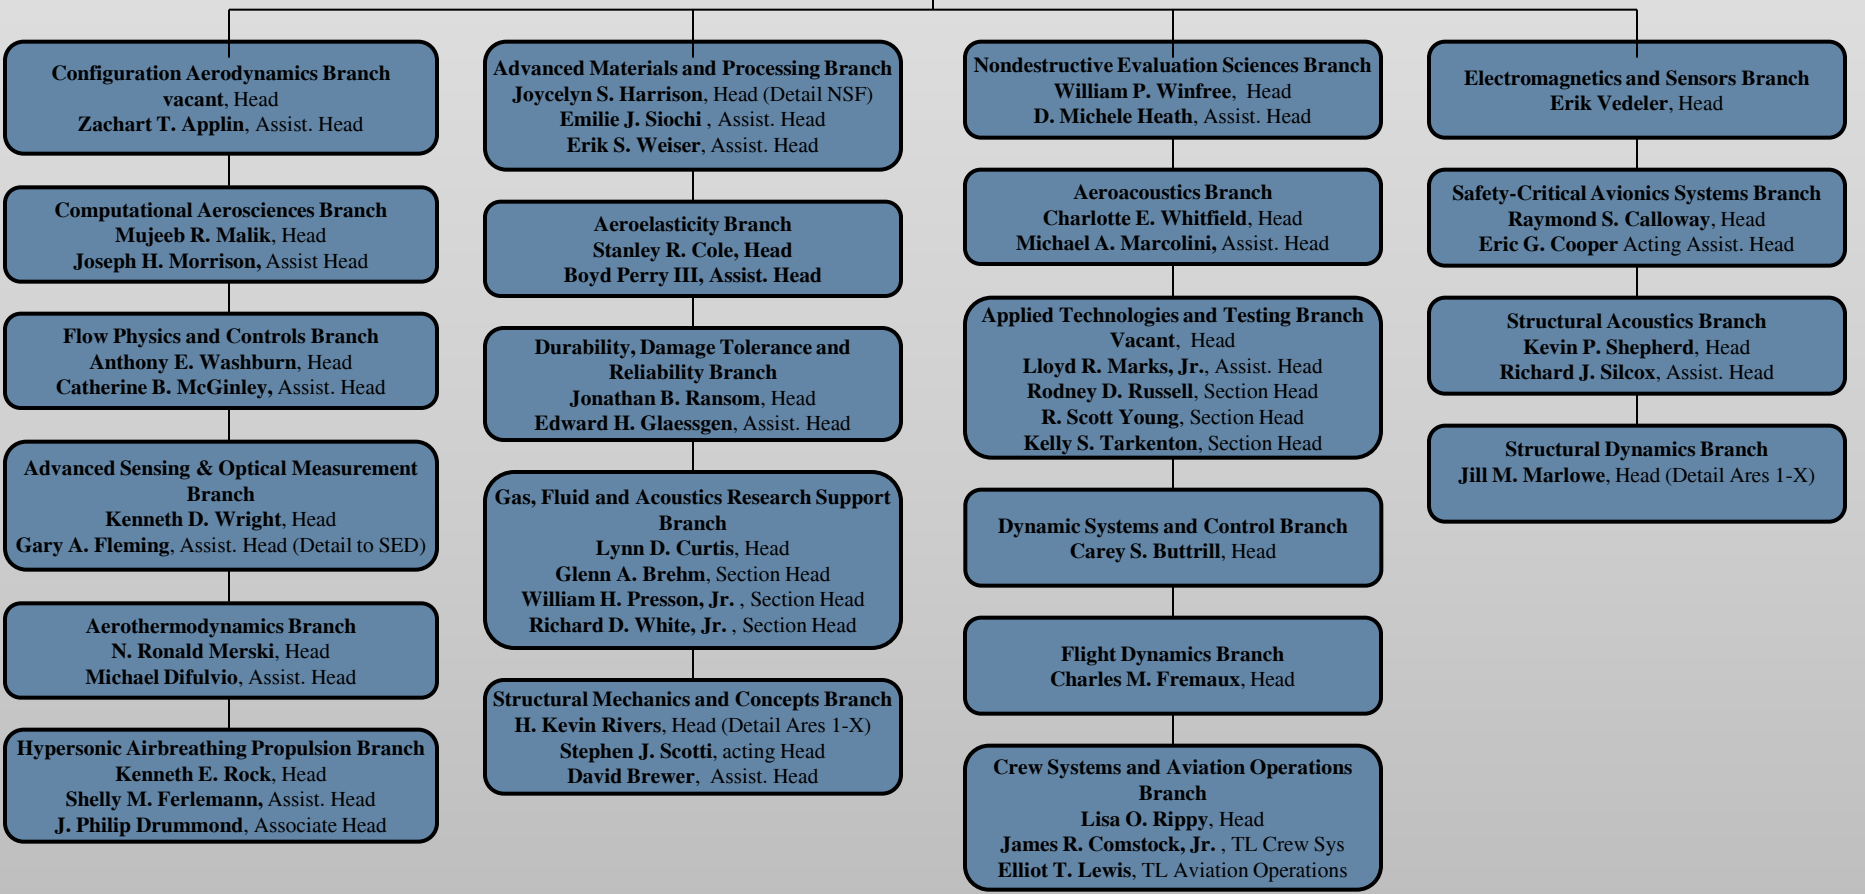 Configuration Aerodynamics Branch
vacant, Head
Zachart T. Applin, Assist. Head
Computational Aerosciences Branch
Mujeeb R. Malik, Head
Joseph H. Morrison, Assist Head
Flow Physics and Controls Branch
Anthony E. Washburn, Head
Catherine B. McGinley, Assist. Head
Advanced Sensing & Optical Measurement
Branch
Kenneth D. Wright, Head
Gary A. Fleming, Assist. Head (Detail to SED)
Aerothermodynamics Branch
N. Ronald Merski, Head
Michael Difulvio, Assist. Head
Hypersonic Airbreathing Propulsion Branch
Kenneth E. Rock, Head
Shelly M. Ferlemann, Assist. Head
J. Philip Drummond, Associate Head
Advanced Materials and Processing Branch
Joycelyn S. Harrison, Head (Detail NSF)
Emilie J. Siochi , Assist. Head
Erik S. Weiser, Assist. Head
Aeroelasticity Branch
Stanley R. Cole, Head
Boyd Perry III, Assist. Head
Durability, Damage Tolerance and
Reliability Branch
Jonathan B. Ransom, Head
Edward H. Glaessgen, Assist. Head
Gas, Fluid and Acoustics Research Support
Branch
Lynn D. Curtis, Head
Glenn A. Brehm, Section Head
William H. Presson, Jr. , Section Head
Richard D. White, Jr. , Section Head
Structural Mechanics and Concepts Branch
H. Kevin Rivers, Head (Detail Ares 1-X)
Stephen J. Scotti, acting Head
David Brewer, Assist. Head
Nondestructive Evaluation Sciences Branch
William P. Winfree, Head
D. Michele Heath, Assist. Head
Aeroacoustics Branch
Charlotte E. Whitfield, Head
Michael A. Marcolini, Assist. Head
Applied Technologies and Testing Branch
Vacant, Head
Lloyd R. Marks, Jr., Assist. Head
Rodney D. Russell, Section Head
R. Scott Young, Section Head
Kelly S. Tarkenton, Section Head
Dynamic Systems and Control Branch
Carey S. Buttrill, Head
Flight Dynamics Branch
Charles M. Fremaux, Head
Crew Systems and Aviation Operations
Branch
Lisa O. Rippy, Head
James R. Comstock, Jr. , TL Crew Sys
Elliot T. Lewis, TL Aviation Operations
Electromagnetics and Sensors Branch
Erik Vedeler, Head
Safety-Critical Avionics Systems Branch
Raymond S. Calloway, Head
Eric G. Cooper Acting Assist. Head
Structural Acoustics Branch
Kevin P. Shepherd, Head
Richard J. Silcox, Assist. Head
Structural Dynamics Branch
Jill M. Marlowe, Head (Detail Ares 1-X)